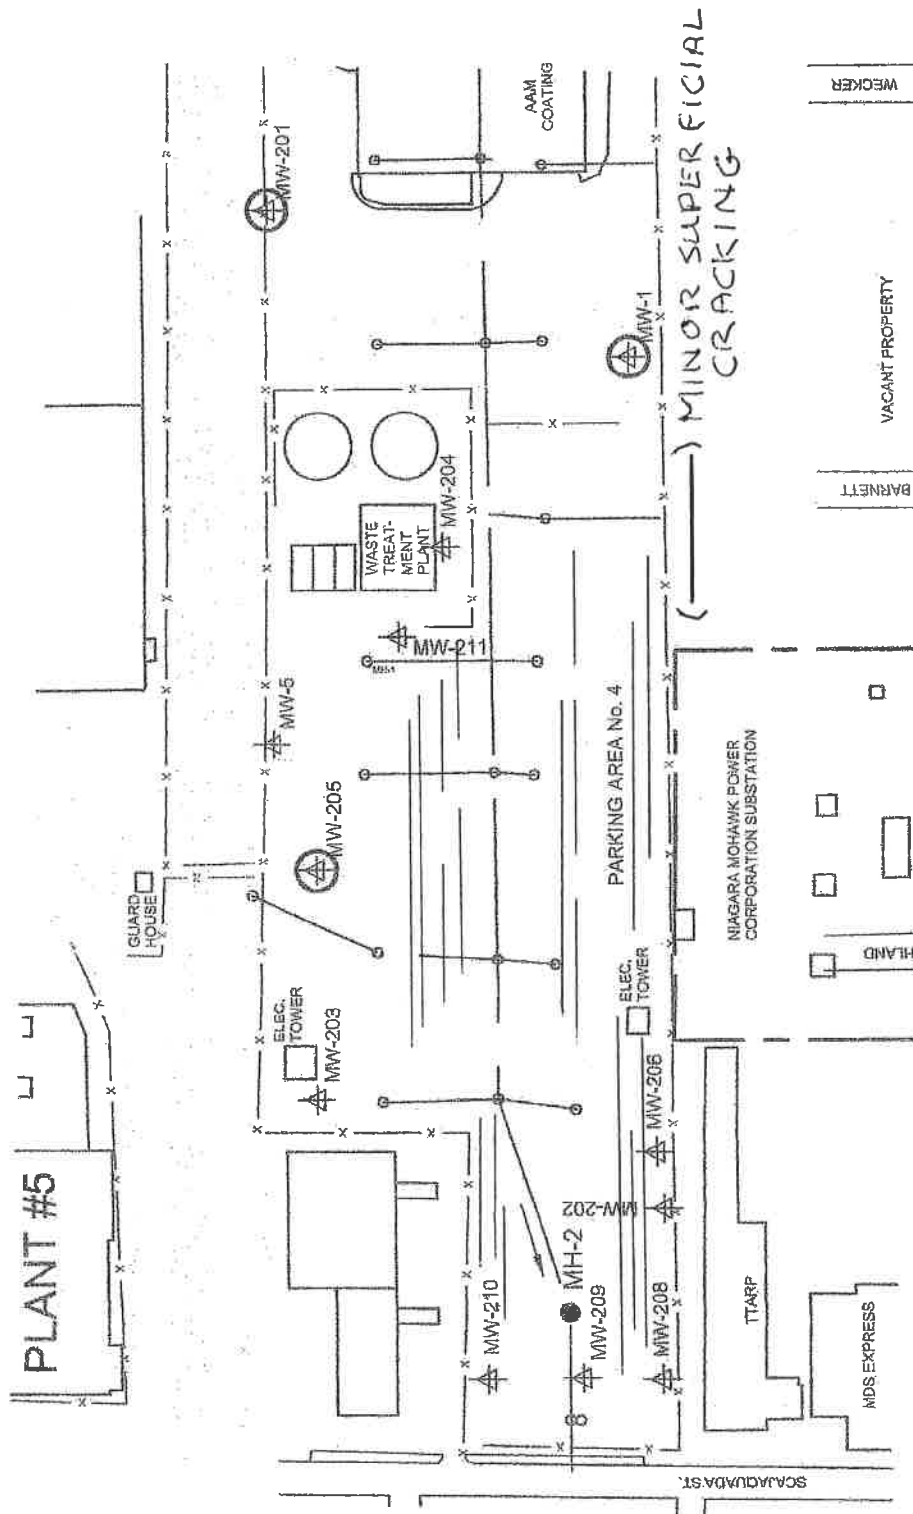 PLANT #5
GUARD
HOUSE
MW-201
MW-5
MW-205
ELEC.
TOWER
MW-203
WASTE
TREAT-
MENT
PLANT
MW-204
MW-211
AAM
COATING
MW-1
PARKING AREA No. 4
ELEC.
TOWER
MW-206
MW-202
MH-2
MW-210
MW-209
MW-208
MINOR SUPERFICIAL
CRACKING
WECKER
VACANT PROPERTY
BARNETT
NIAGARA MOHAWK POWER
CORPORATION SUBSTATION
HLAND
TTARP
MDS EXPRESS
SCAJAQUADA ST.